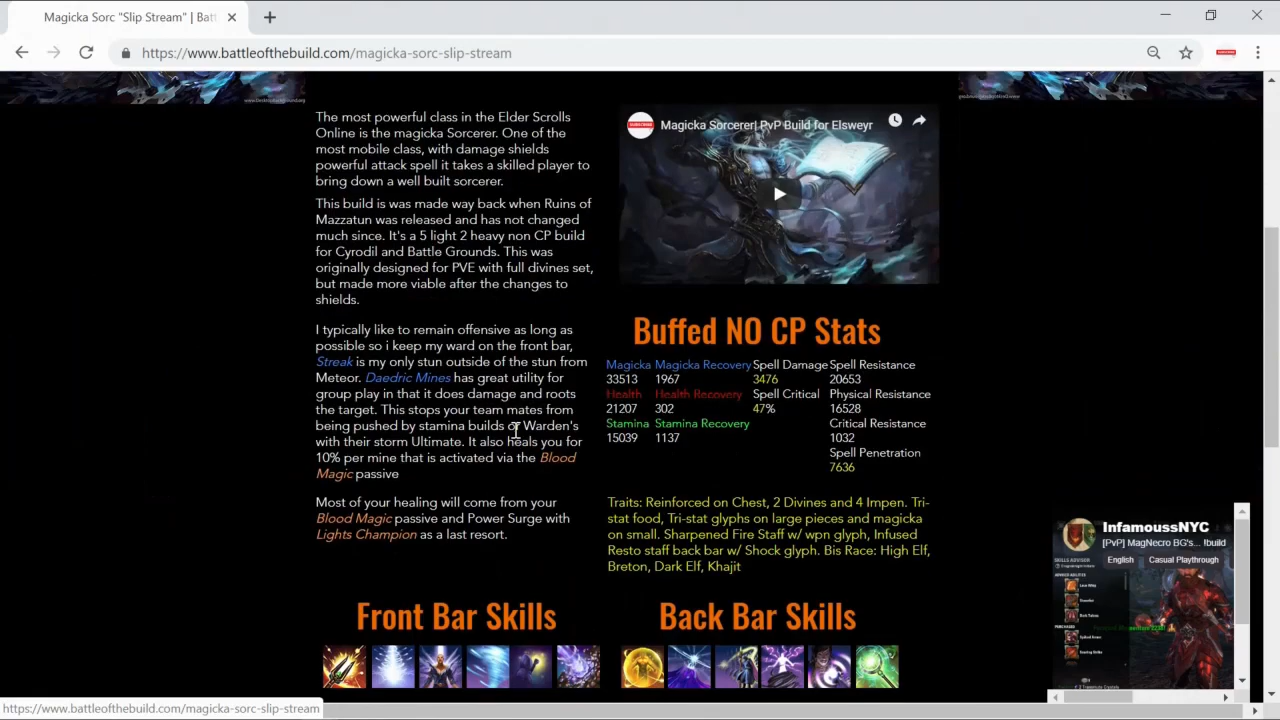 Magicka Sorc "Slip Stream" | Batt
https://www.battleofthebuild.com/magicka-sorc-slip-stream
The most powerful class in the Elder Scrolls
Online is the magicka Sorcerer. One of the
most mobile class, with damage shields
powerful attack spell it takes a skilled player to
bring down a well built sorcerer.
This build is was made way back when Ruins of
Mazzatun was released and has not changed
much since. It's a 5 light 2 heavy non CP build
for Cyrodil and Battle Grounds. This was
originally designed for PVE with full divines set,
but made more viable after the changes to
shields.
I typically like to remain offensive as long as
possible so i keep my ward on the front bar,
Streak is my only stun outside of the stun from
Meteor. Daedric Mines has great utility for
group play in that it does damage and roots
the target. This stops your team mates from
being pushed by stamina builds or Warden's
with their storm Ultimate. It also heals you for
10% per mine that is activated via the Blood
Magic passive
Most of your healing will come from your
Blood Magic passive and Power Surge with
Lights Champion as a last resort.
SUBSCRIBE
Magicka Sorcerer| PvP Build for Elsweyr
Buffed NO CP Stats
Magicka Magicka Recovery Spell Damage Spell Resistance
33513 1967 3476 20653
Health Health Recovery Spell Critical Physical Resistance
21207 302 47% 16528
Stamina Stamina Recovery Critical Resistance
15039 1137 1032
Spell Penetration
7636
Traits: Reinforced on Chest, 2 Divines and 4 Impen. Tri-
stat food, Tri-stat glyphs on large pieces and magicka
on small. Sharpened Fire Staff w/ wpn glyph, Infused
Resto staff back bar w/ Shock glyph. Bis Race: High Elf,
Breton, Dark Elf, Khajit
Front Bar Skills
Back Bar Skills
InfamoussNYC
[PvP] MagNecro BG's... !build
English Casual Playthrough
SKILLS ADVISOR
https://www.battleofthebuild.com/magicka-sorc-slip-stream